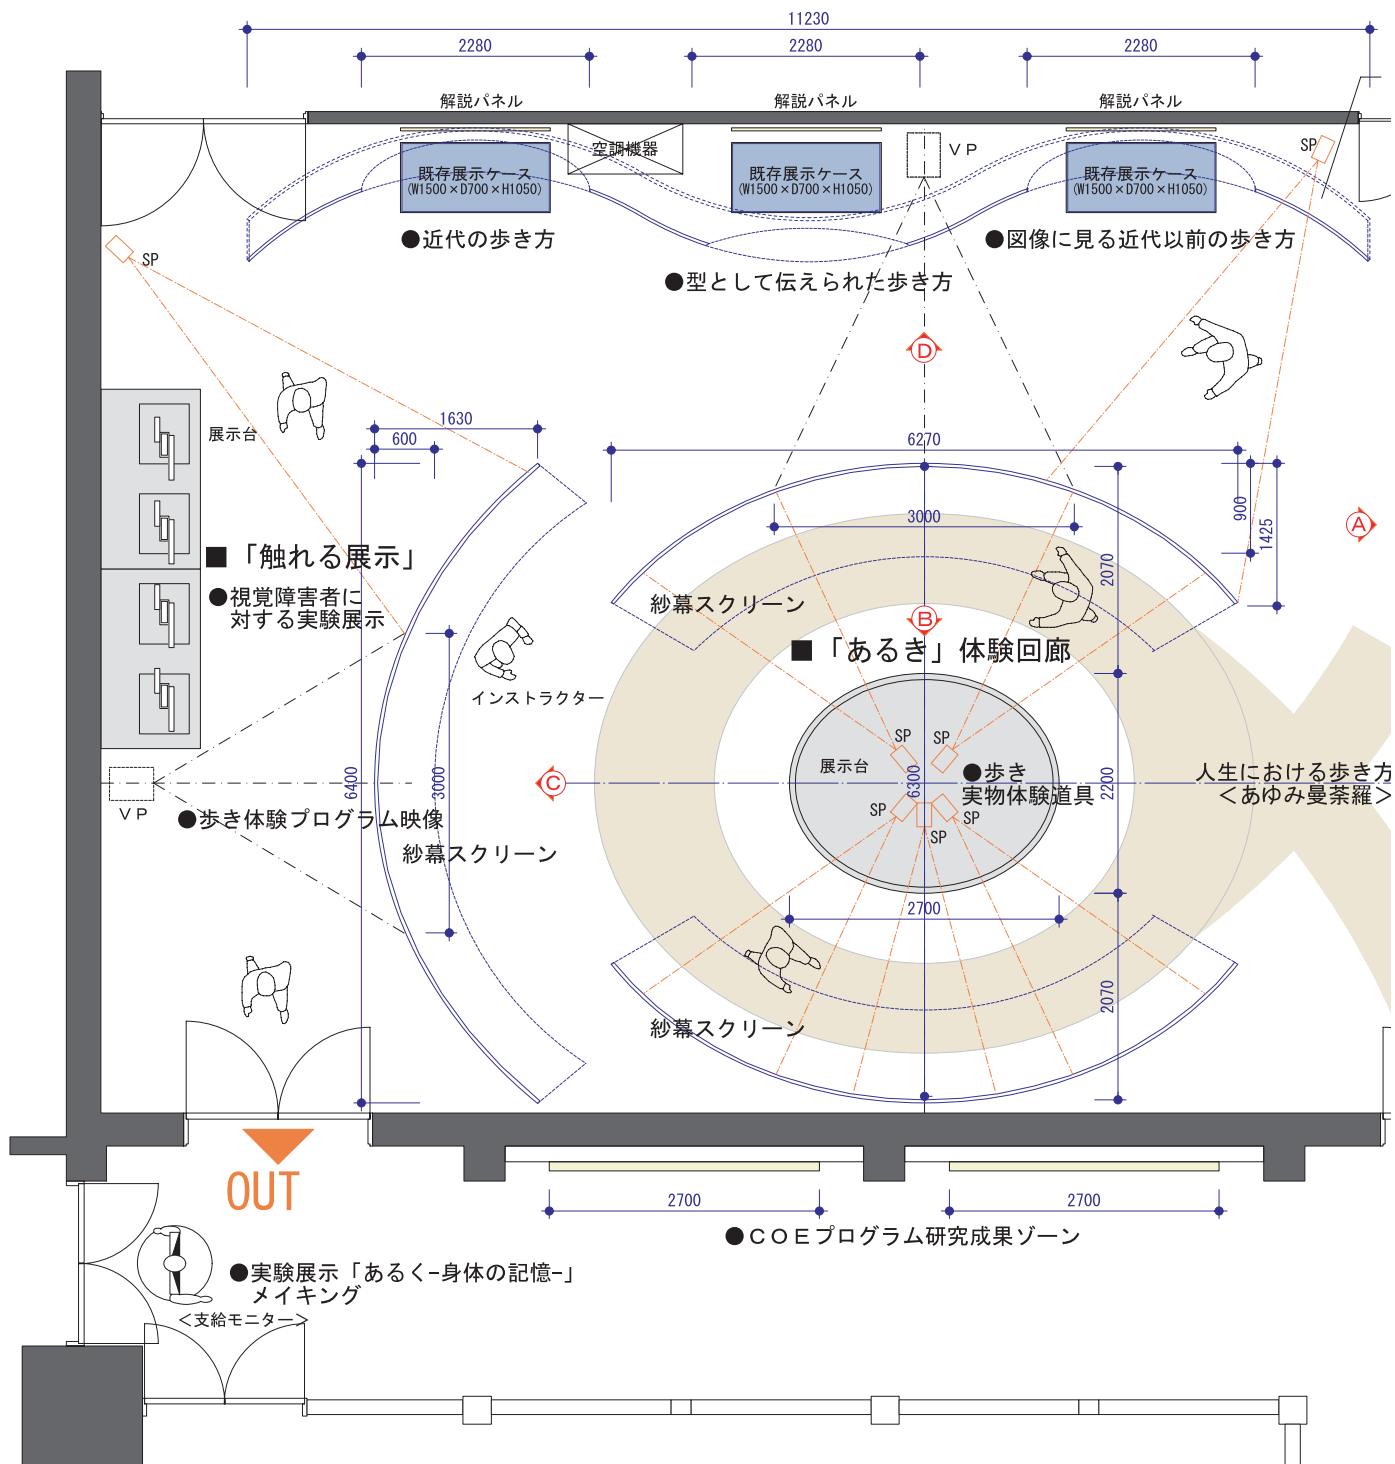 11230
2280
2280
2280
解説パネル
解説パネル
解説パネル
空調機器
VP
SP
既存展示ケース
(W1500×D700×H1050)
既存展示ケース
(W1500×D700×H1050)
既存展示ケース
(W1500×D700×H1050)
●近代の歩き方
●図像に見る近代以前の歩き方
SP
●型として伝えられた歩き方
D
1630
展示台
600
6270
900
1425
3000
A
■「触れる展示」
2070
●視覚障害者に
対する実験展示
紗幕スクリーン
B
■「あるき」体験回廊
インストラクター
SP
SP
展示台
●歩き
実物体験道具
人生における歩き方
＜あゆみ曼荼羅＞
6400
3000
C
6300
2200
VP
SP
SP
SP
●歩き体験プログラム映像
紗幕スクリーン
2700
2070
紗幕スクリーン
OUT
2700
2700
●COEプログラム研究成果ゾーン
●実験展示「あるく-身体の記憶-」
メイキング
＜支給モニター＞